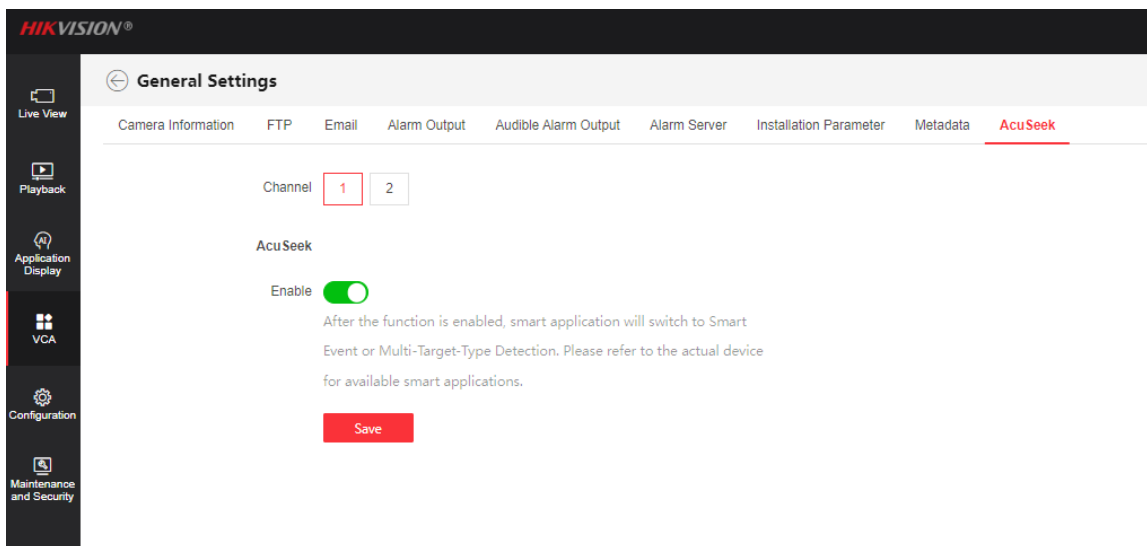 HIKVISION®
General Settings
Live View
Camera Information FTP Email Alarm Output Audible Alarm Output Alarm Server Installation Parameter Metadata AcuSeek
Playback
Channel 1 2
AI
Application
Display
AcuSeek
Enable
After the function is enabled, smart application will switch to Smart
Event or Multi-Target-Type Detection. Please refer to the actual device
for available smart applications.
VCA
Configuration
Save
Maintenance
and Security